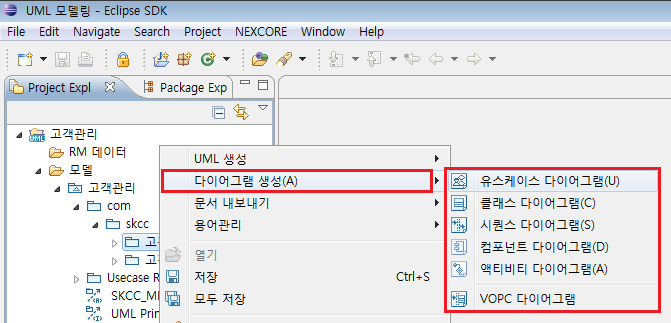 UML 모델링 - Eclipse SDK
File Edit Navigate Search Project NEXCORE Run Window Help
Project Expl Package Exp
고객관리
RM 데이터
모델
고객관리
com
skcc
고
고
Usecase R
SKCC_M
UML Prin
UML 생성
다이어그램 생성(A)
문서 내보내기
용어관리
열기
저장 Ctrl+S
모두 저장
유스케이스 다이어그램(U)
클래스 다이어그램(C)
시퀀스 다이어그램(S)
컴포넌트 다이어그램(D)
액티비티 다이어그램(A)
VOPC 다이어그램